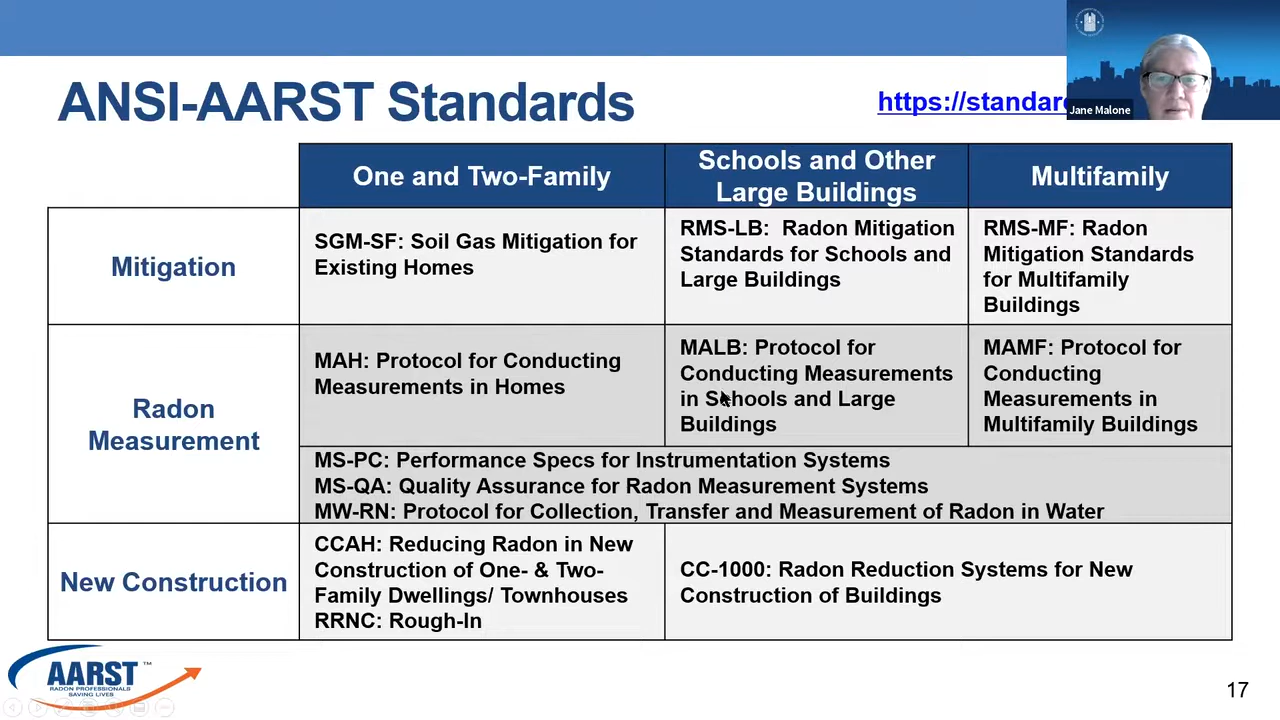 ANSI-AARST Standards
https://standar
Jane Malone
One and Two-Family
Schools and Other
Large Buildings
Multifamily
Mitigation
SGM-SF: Soil Gas Mitigation for
Existing Homes
RMS-LB: Radon Mitigation
Standards for Schools and
Large Buildings
RMS-MF: Radon
Mitigation Standards
for Multifamily
Buildings
Radon
Measurement
MAH: Protocol for Conducting
Measurements in Homes
MALB: Protocol for
Conducting Measurements
in Schools and Large
Buildings
MAMF: Protocol for
Conducting
Measurements in
Multifamily Buildings
MS-PC: Performance Specs for Instrumentation Systems
MS-QA: Quality Assurance for Radon Measurement Systems
MW-RN: Protocol for Collection, Transfer and Measurement of Radon in Water
New Construction
CCAH: Reducing Radon in New
Construction of One- & Two-
Family Dwellings/ Townhouses
RRNC: Rough-In
CC-1000: Radon Reduction Systems for New
Construction of Buildings
AARST™
RADON PROFESSIONALS
SAVING LIVES
17